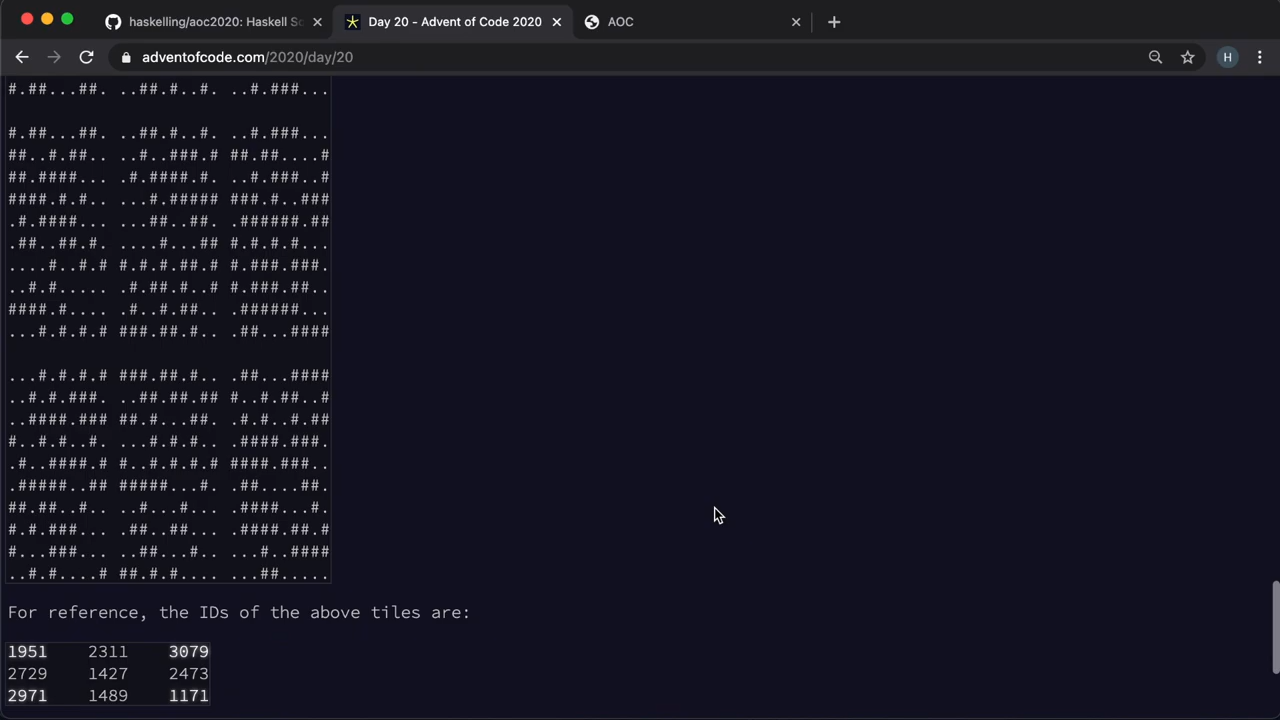 haskelling/aoc2020: Haskell So
Day 20 - Advent of Code 2020
AOC
adventofcode.com/2020/day/20
H
#.##...##. ..##.#..#. ..#.###...
#.##...##. ..##.#..#. ..#.###...
##..#.##.. ..#..###.# ##.##....#
##.####... .#.####.#. ..#.###..#
####.#.#.. ...#.##### ###.#..###
.#.####... ...##..##. .######.##
.##..##.#. ....#...## #.#.#.#...
....#..#.# #.#.#.##.# #.###.###.
..#.#..... .#.##.#..# #.###.##..
####.#.... .#..#.##.. .######...
...#.#.#.# ###.##.#.. .##...####
...#.#.#.# ###.##.#.. .##...####
..#.#.###. ..##.##.## #..#.##..#
..####.### ##.#...##. .#.#..#.##
#..#.#..#. ...#.#.#.. .####.###.
.#..####.# #..#.#.#.# ####.###..
.#####..## #####...#. .##....##.
##.##..#.. ..#...#... .####...#.
#.#.###... .##..##... .####.##.#
#...###... ..##...#.. ...#..####
..#.#....# ##.#.#.... ...##.....
For reference, the IDs of the above tiles are:
1951 2311 3079
2729 1427 2473
2971 1489 1171